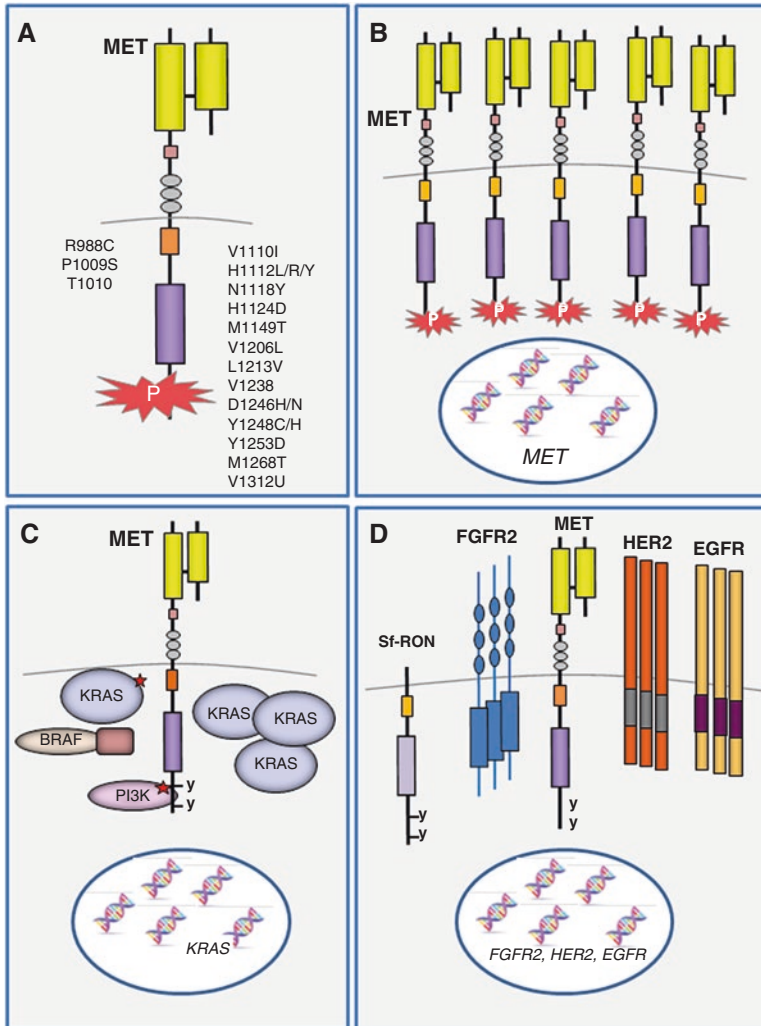 A
MET
R988C
P1009S
T1010
V1110I
H1112L/R/Y
N1118Y
H1124D
M1149T
V1206L
L1213V
V1238
D1246H/N
Y1248C/H
Y1253D
M1268T
V1312U
P
B
MET
P P P P P
MET
C
MET
KRAS
BRAF
PI3K
y
y
KRAS
KRAS
KRAS
KRAS
D
Sf-RON
FGFR2
MET
HER2
EGFR
y
y
y
y
FGFR2, HER2, EGFR